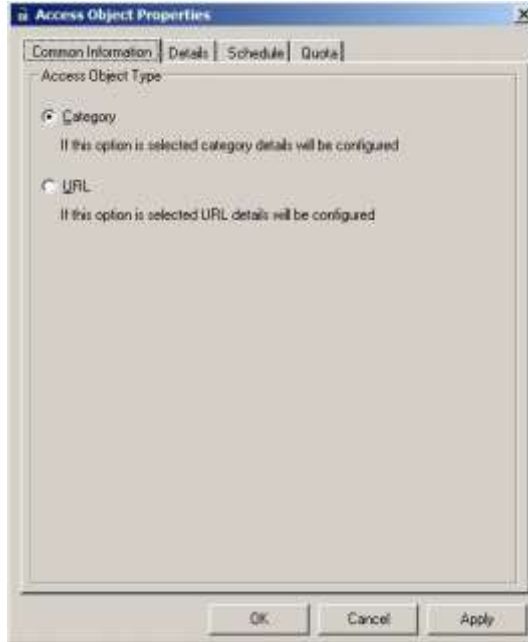 Access Object Properties
Common Information Details Schedule Quota
Access Object Type
Category
If this option is selected category details will be configured
URL
If this option is selected URL details will be configured
OK Cancel Apply